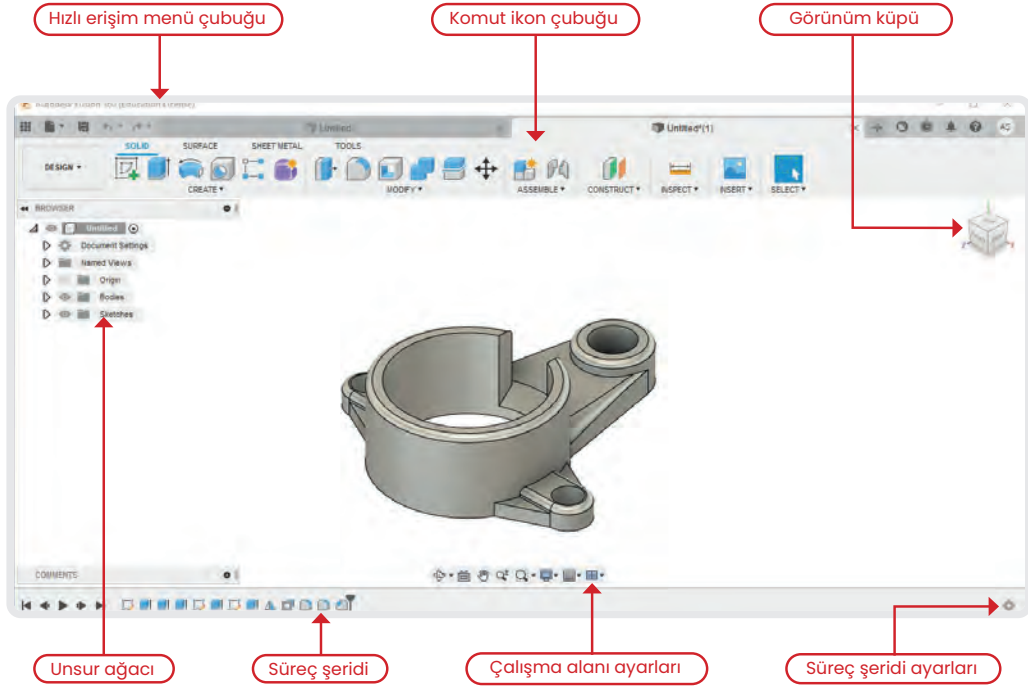 Hızlı erişim menü çubuğu
Komut ikon çubuğu
Görünüm küpü
Untitled
Untitled*(1)
SOLID SURFACE SHEET METAL TOOLS
DESIGN
CREATE MODIFY ASSEMBLE CONSTRUCT INSPECT INSERT SELECT
BROWSER
Untitled
Document Settings
Named Views
Origin
Bodies
Sketches
COMMENTS
Unsur ağacı
Süreç şeridi
Çalışma alanı ayarları
Süreç şeridi ayarları